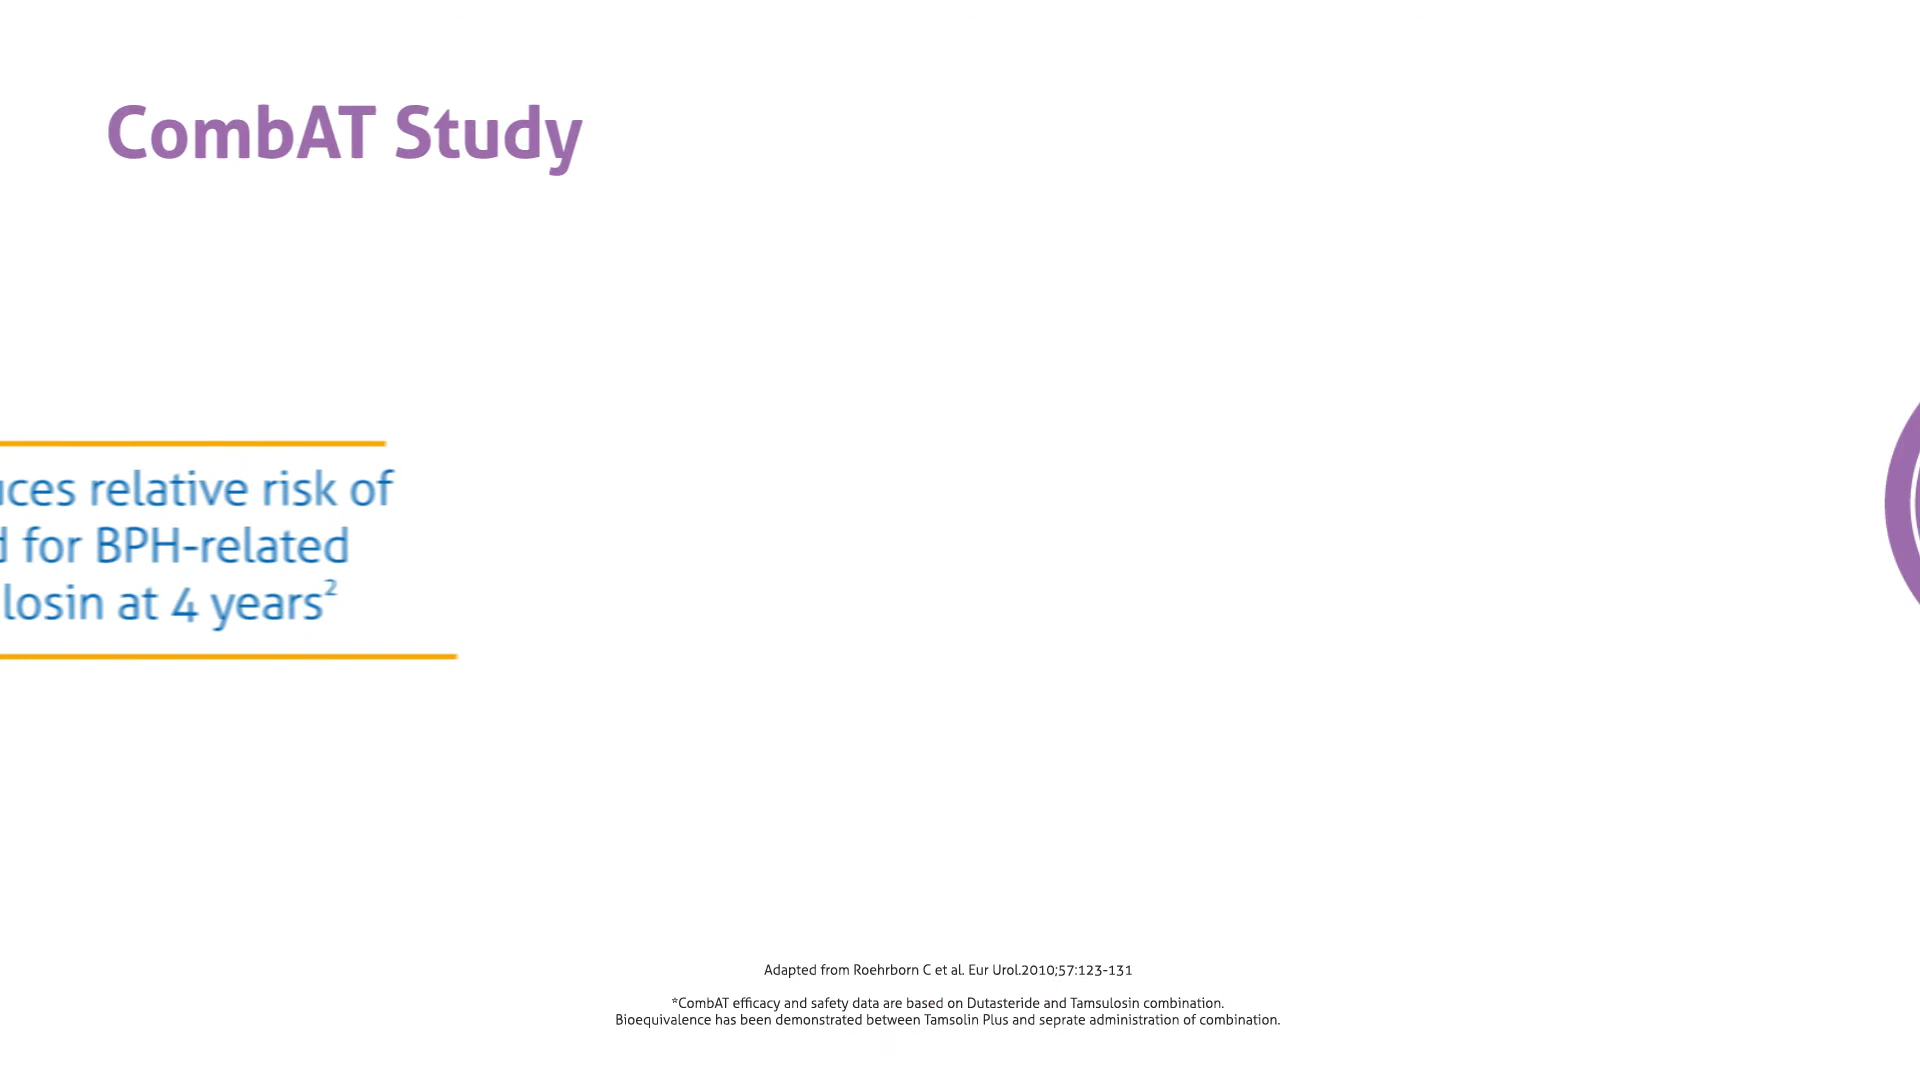 CombAT Study
ces relative risk of
for BPH-related
losin at 4 years²
Adapted from Roehrborn C et al. Eur Urol.2010;57:123-131
*CombAT efficacy and safety data are based on Dutasteride and Tamsulosin combination.
Bioequivalence has been demonstrated between Tamsolin Plus and seprate administration of combination.